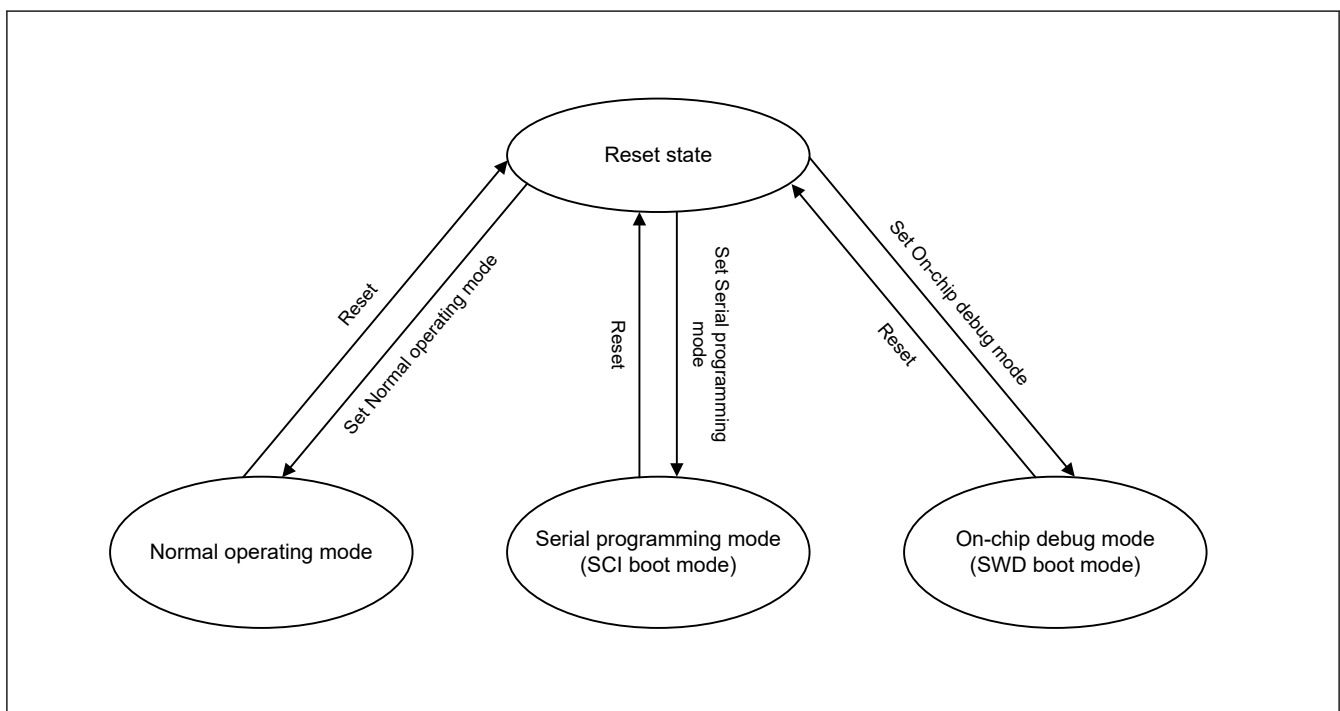 Reset state
Reset
Set Normal operating mode
Reset
Set Serial programming
mode
Set On-chip debug mode
Reset
Normal operating mode
Serial programming mode
(SCI boot mode)
On-chip debug mode
(SWD boot mode)